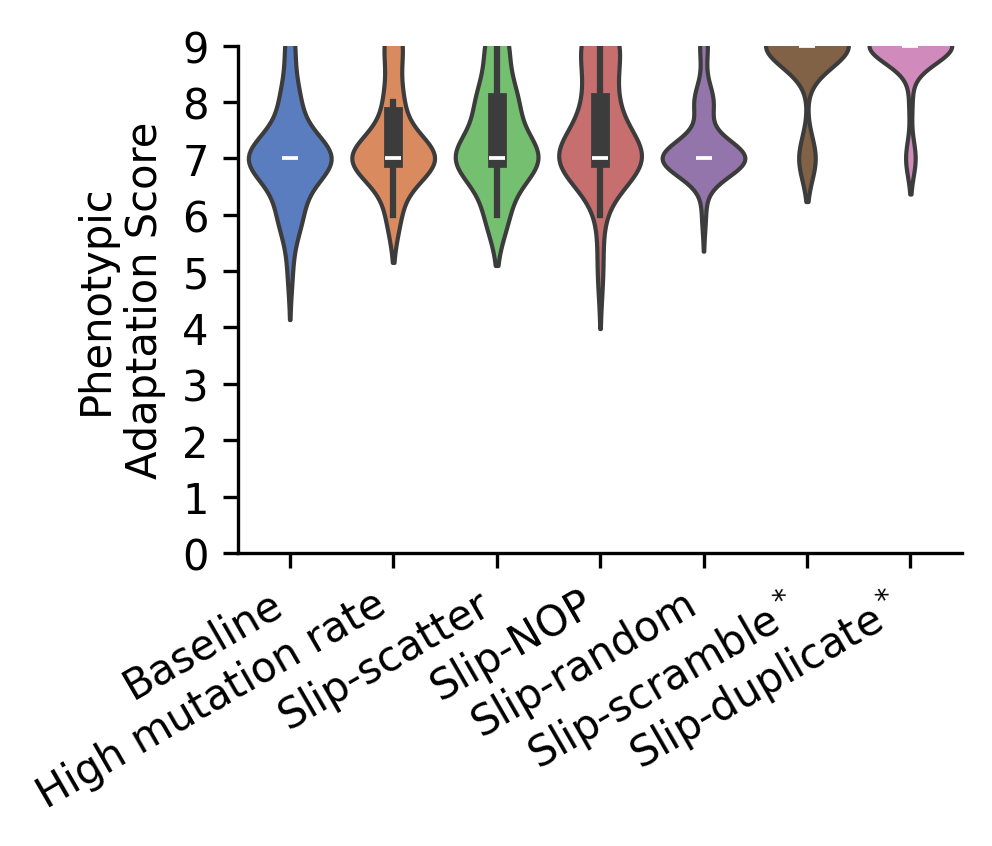 Phenotypic
Adaptation Score
9
8
7
6
5
4
3
2
1
0
Baseline
High mutation rate
Slip-scatter
Slip-NOP
Slip-random
Slip-scramble*
Slip-duplicate*